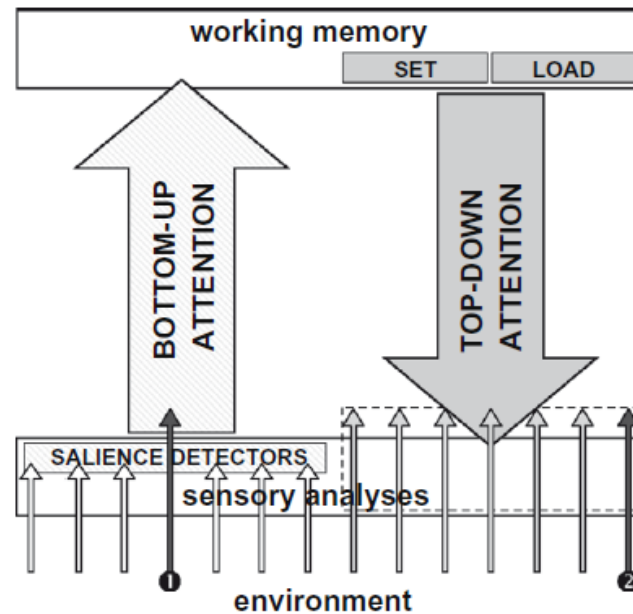 working memory
SET
LOAD
BOTTOM-UP
ATTENTION
TOP-DOWN
ATTENTION
SALIENCE DETECTORS
sensory analyses
1
2
environment